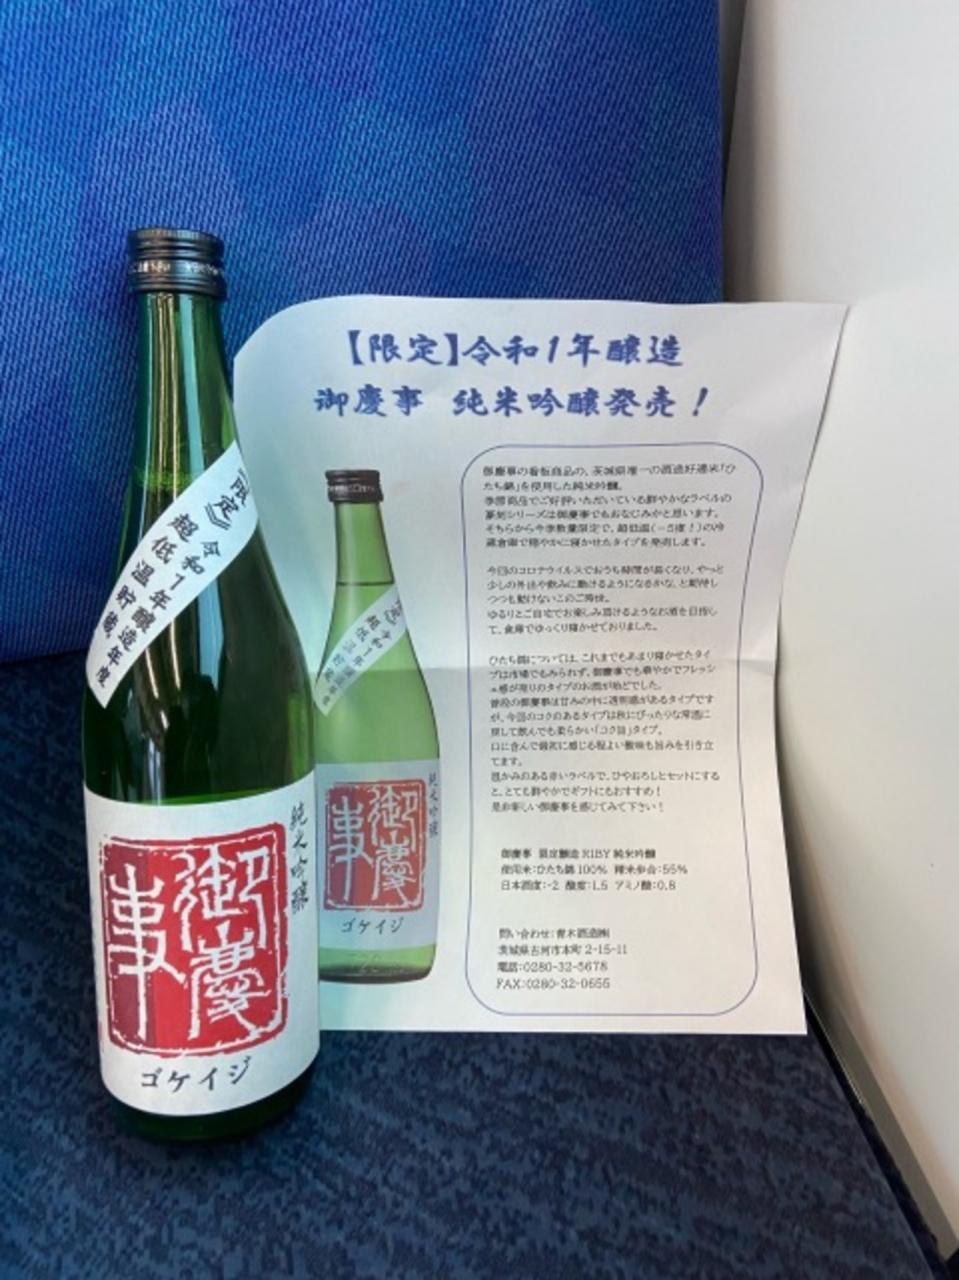 【限定】令和1年醸造
御慶事 純米吟醸発売！
御慶事の看板商品の、茨城県唯一の酒造好適米「ひ
たち錦」を使用した純米吟醸。
季節商品でご好評いただいている鮮やかなラベルの
篆刻シリーズは御慶事でもおなじみかと思います。
そちらから今季数量限定で、超低温(-5度!)の冷
蔵倉庫で穏やかに寝かせたタイプを発売します。
今回のコロナウイルスでおうち時間が長くなり、やっと
少しの外出や飲みに動けるようになるかな、と期待し
つつも動けないこのご時世。
ゆるりとご自宅でお楽しみ頂けるようなお酒を目指し
て、倉庫でゆっくり寝かせておりました。
ひたち錦については、これまでもあまり寝かせたタイ
プは市場でもみられず、御慶事でも華やかでフレッシ
ュ感が売りのタイプのお酒が殆どでした。
普段の御慶事は甘みの中に透明感があるタイプです
が、今回のコクのあるタイプは秋にぴったりな常温に
戻して飲んでも柔らかい「コク旨」タイプ。
口に含んで最初に感じる程よい酸味も旨みを引き立
てます。
温かみのある赤いラベルで、ひやおろしとセットにする
と、とても鮮やかでギフトにもおすすめ！
是非新しい御慶事を感じてみて下さい！
御慶事 限定醸造 R1BY 純米吟醸
使用米:ひたち錦100% 精米歩合:55%
日本酒度:-2 酸度:1.5 アミノ酸:0.8
問い合わせ:青木酒造㈱
茨城県古河市本町 2-15-11
電話:0280-32-5678
FAX:0280-32-0655
《限定》令和1年醸造年度
超低温貯蔵
純米吟醸
御慶
事
ゴケイジ
限定》令和1年醸造年度
超低温貯蔵
純米吟醸
御慶
事
ゴケイジ